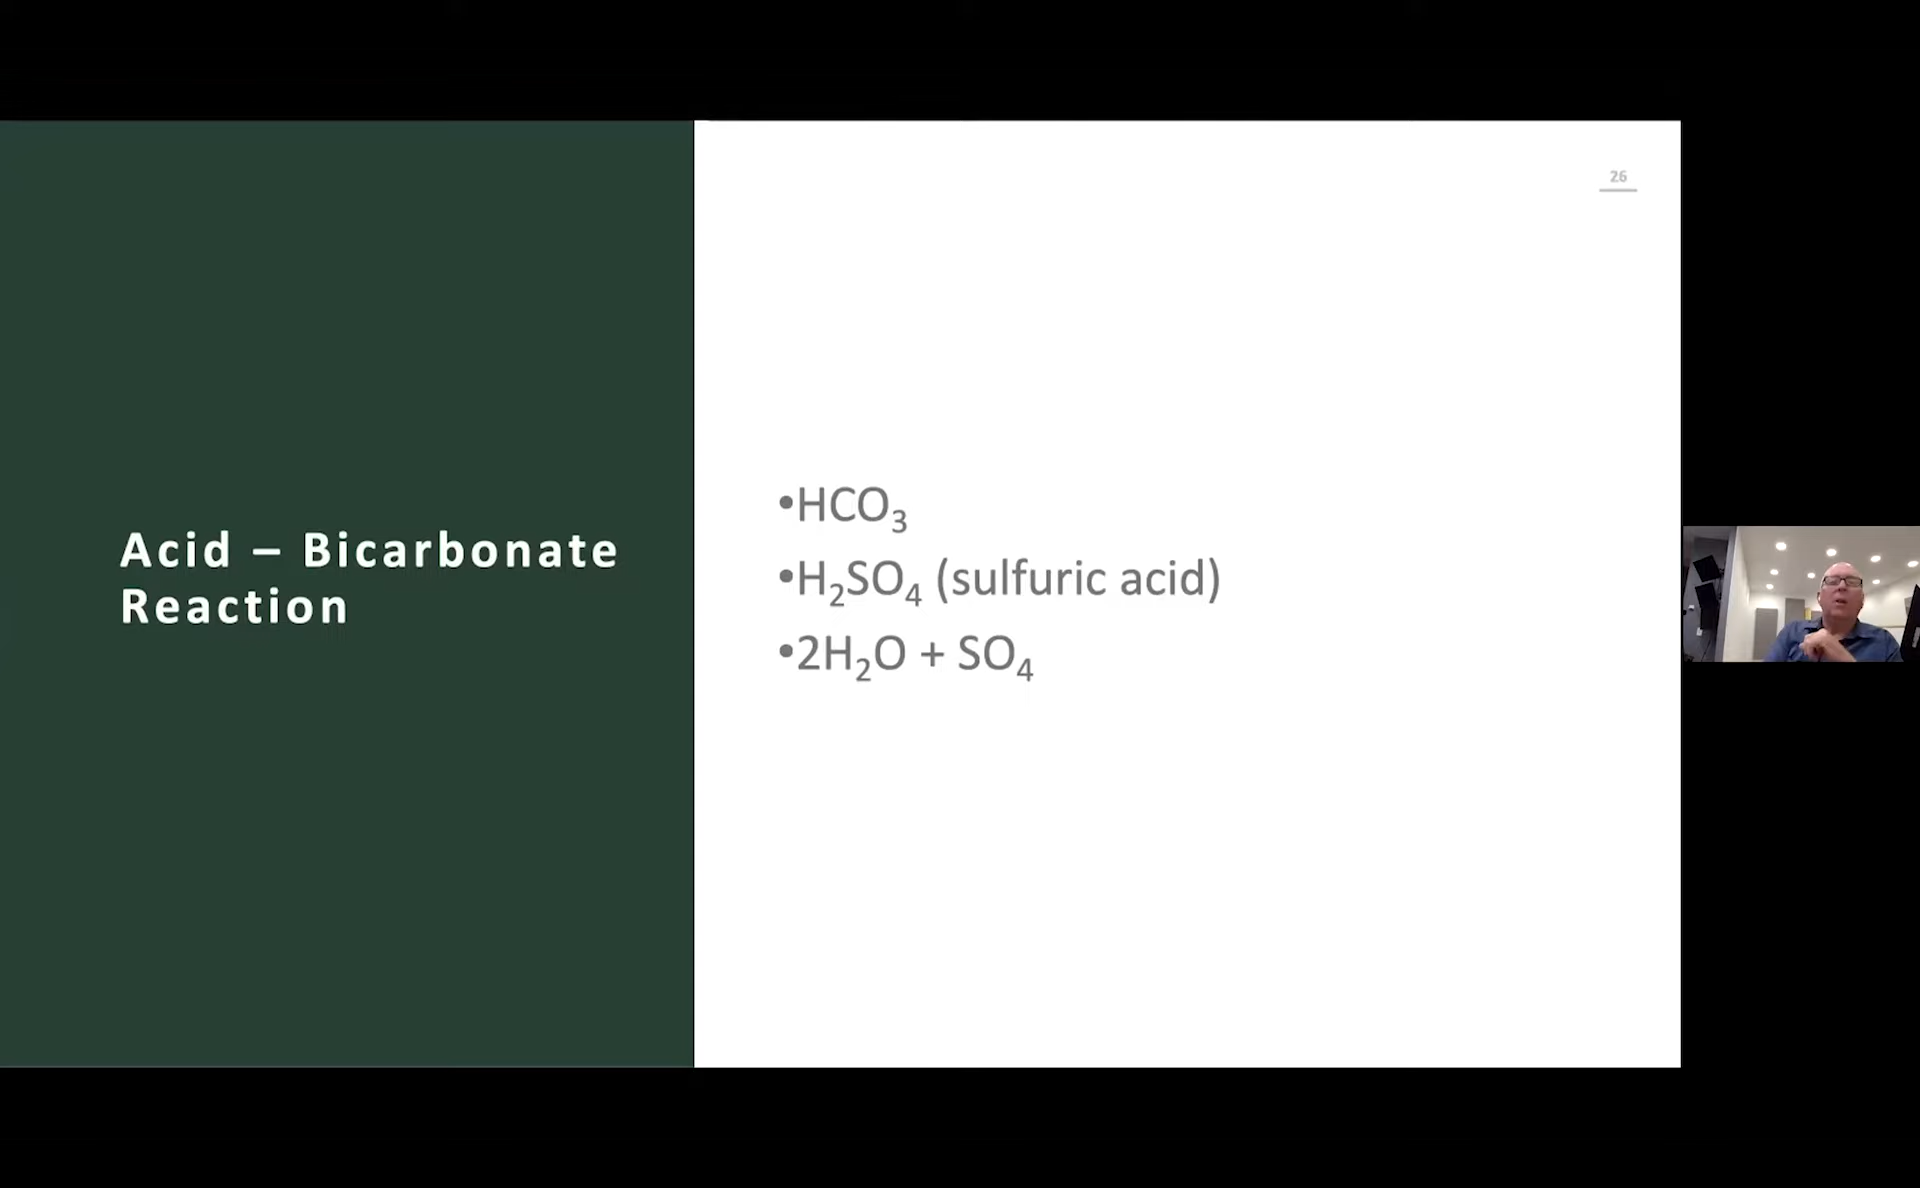 26
Acid – Bicarbonate
Reaction
•HCO₃
•H₂SO₄ (sulfuric acid)
•2H₂O + SO₄